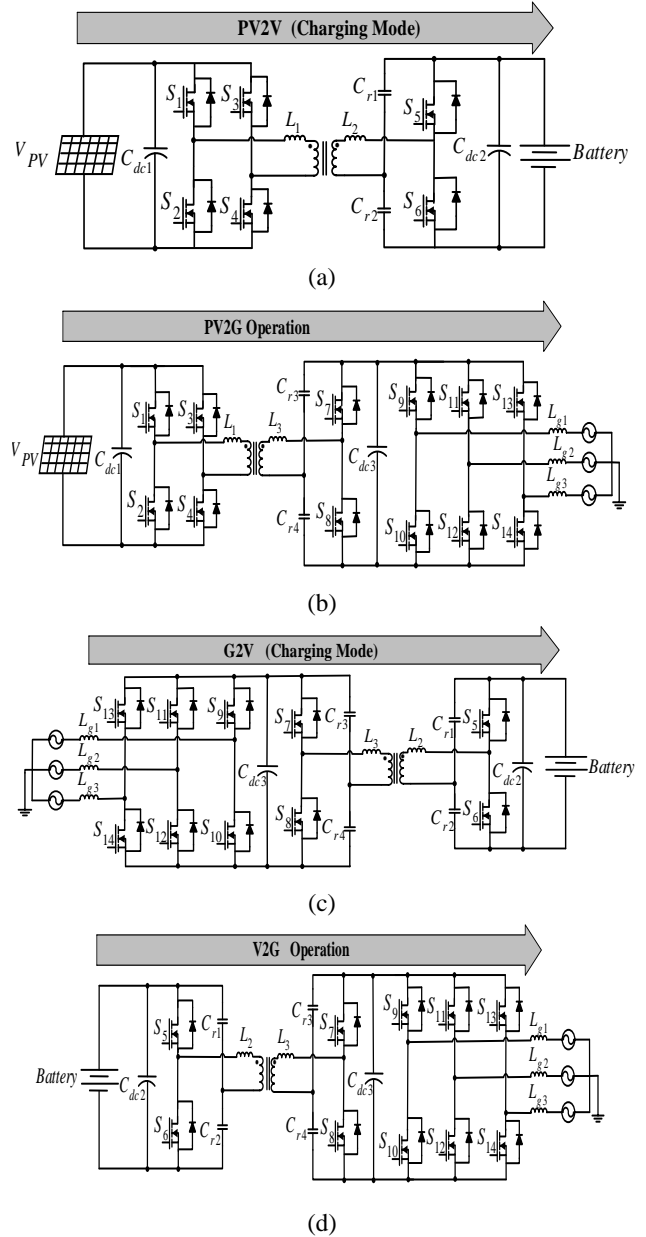 PV2V (Charging Mode)
V_PV
C_dc1
S_1
S_3
S_2
S_4
L_1
L_2
C_r1
C_r2
S_5
S_6
C_dc2
Battery
(a)
PV2G Operation
V_PV
C_dc1
S_1
S_3
S_2
S_4
L_1
L_3
C_r3
C_r4
S_7
S_8
C_dc3
S_9
S_11
S_13
S_10
S_12
S_14
L_g1
L_g2
L_g3
(b)
G2V (Charging Mode)
L_g1
L_g2
L_g3
S_13
S_11
S_9
S_14
S_12
S_10
C_dc3
S_7
S_8
C_r3
C_r4
L_3
L_2
C_r1
C_r2
S_5
S_6
C_dc2
Battery
(c)
V2G Operation
Battery
C_dc2
S_5
S_6
C_r1
C_r2
L_2
L_3
C_r3
C_r4
S_7
S_8
C_dc3
S_9
S_11
S_13
S_10
S_12
S_14
L_g1
L_g2
L_g3
(d)